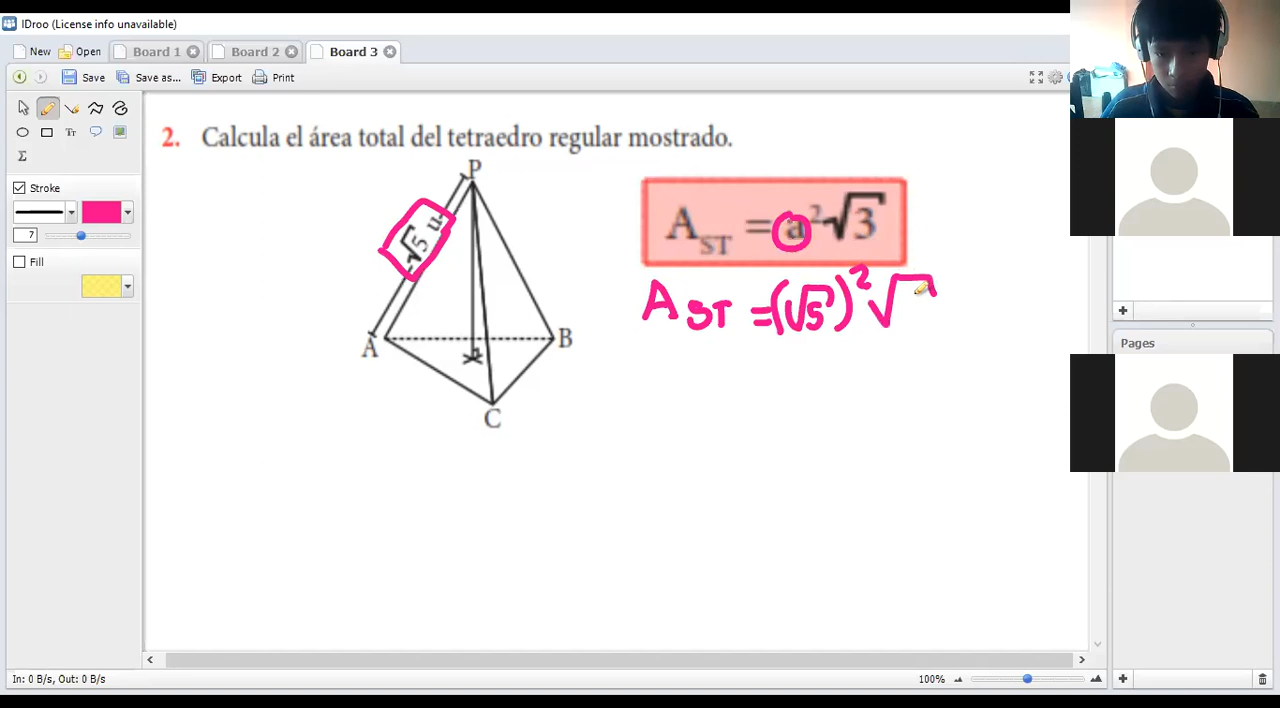 IDroo (License info unavailable)
New Open Board 1 Board 2 Board 3
Save Save as... Export Print
2. Calcula el área total del tetraedro regular mostrado.
Stroke
7
Fill
P
√5 u
A
B
C
A_ST = a²√3
A ST = (√5)² √
Pages
In: 0 B/s, Out: 0 B/s
100%